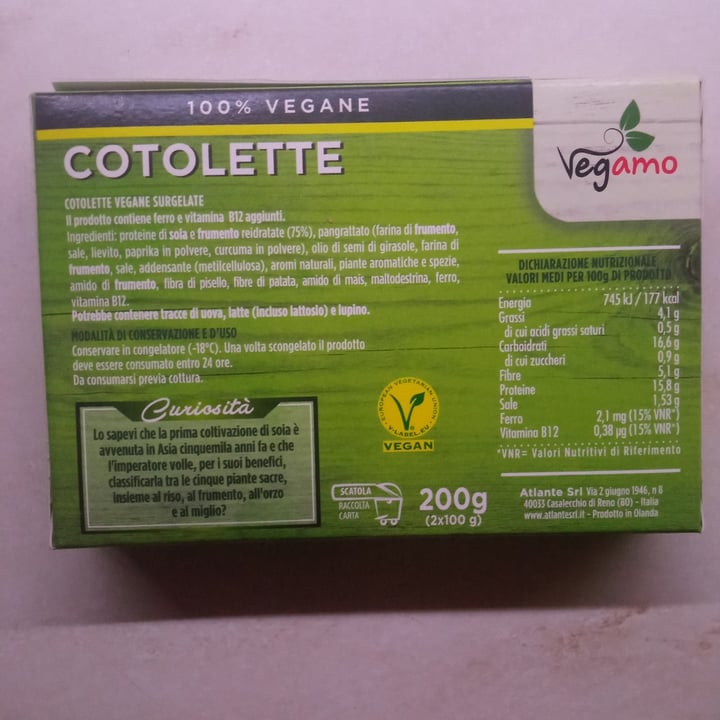 100% VEGANE
COTOLETTE
Vegamo
COTOLETTE VEGANE SURGELATE
Il prodotto contiene ferro e vitamina B12 aggiunti.
Ingredienti: proteine di soia e frumento reidratate (75%), pangrattato (farina di frumento,
sale, lievito, paprika in polvere, curcuma in polvere), olio di semi di girasole, farina di
frumento, sale, addensante (metilcellulosa), aromi naturali, piante aromatiche e spezie,
amido di frumento, fibra di pisello, fibre di patata, amido di mais, maltodestrina, ferro,
vitamina B12.
Potrebbe contenere tracce di uova, latte (incluso lattosio) e lupino.
MODALITÀ DI CONSERVAZIONE E D'USO
Conservare in congelatore (-18°C). Una volta scongelato il prodotto
deve essere consumato entro 24 ore.
Da consumarsi previa cottura.
Curiosità
Lo sapevi che la prima coltivazione di soia è
avvenuta in Asia cinquemila anni fa e che
l'imperatore volle, per i suoi benefici,
classificarla tra le cinque piante sacre,
insieme al riso, al frumento, all'orzo
e al miglio?
EUROPEAN VEGETARIAN UNION
V-LABEL.EU
VEGAN
SCATOLA
RACCOLTA
CARTA
200g
(2x100 g)
DICHIARAZIONE NUTRIZIONALE
VALORI MEDI PER 100g DI PRODOTTO
Energia 745 kJ / 177 kcal
Grassi 4,1 g
di cui acidi grassi saturi 0,5 g
Carboidrati 16,6 g
di cui zuccheri 0,9 g
Fibre 5,1 g
Proteine 15,8 g
Sale 1,53 g
Ferro 2,1 mg (15% VNR*)
Vitamina B12 0,38 µg (15% VNR*)
*VNR= Valori Nutritivi di Riferimento
Atlante Srl Via 2 giugno 1946, n 8
40033 Casalecchio di Reno (BO) - Italia
www.atlantesrl.it - Prodotto in Olanda